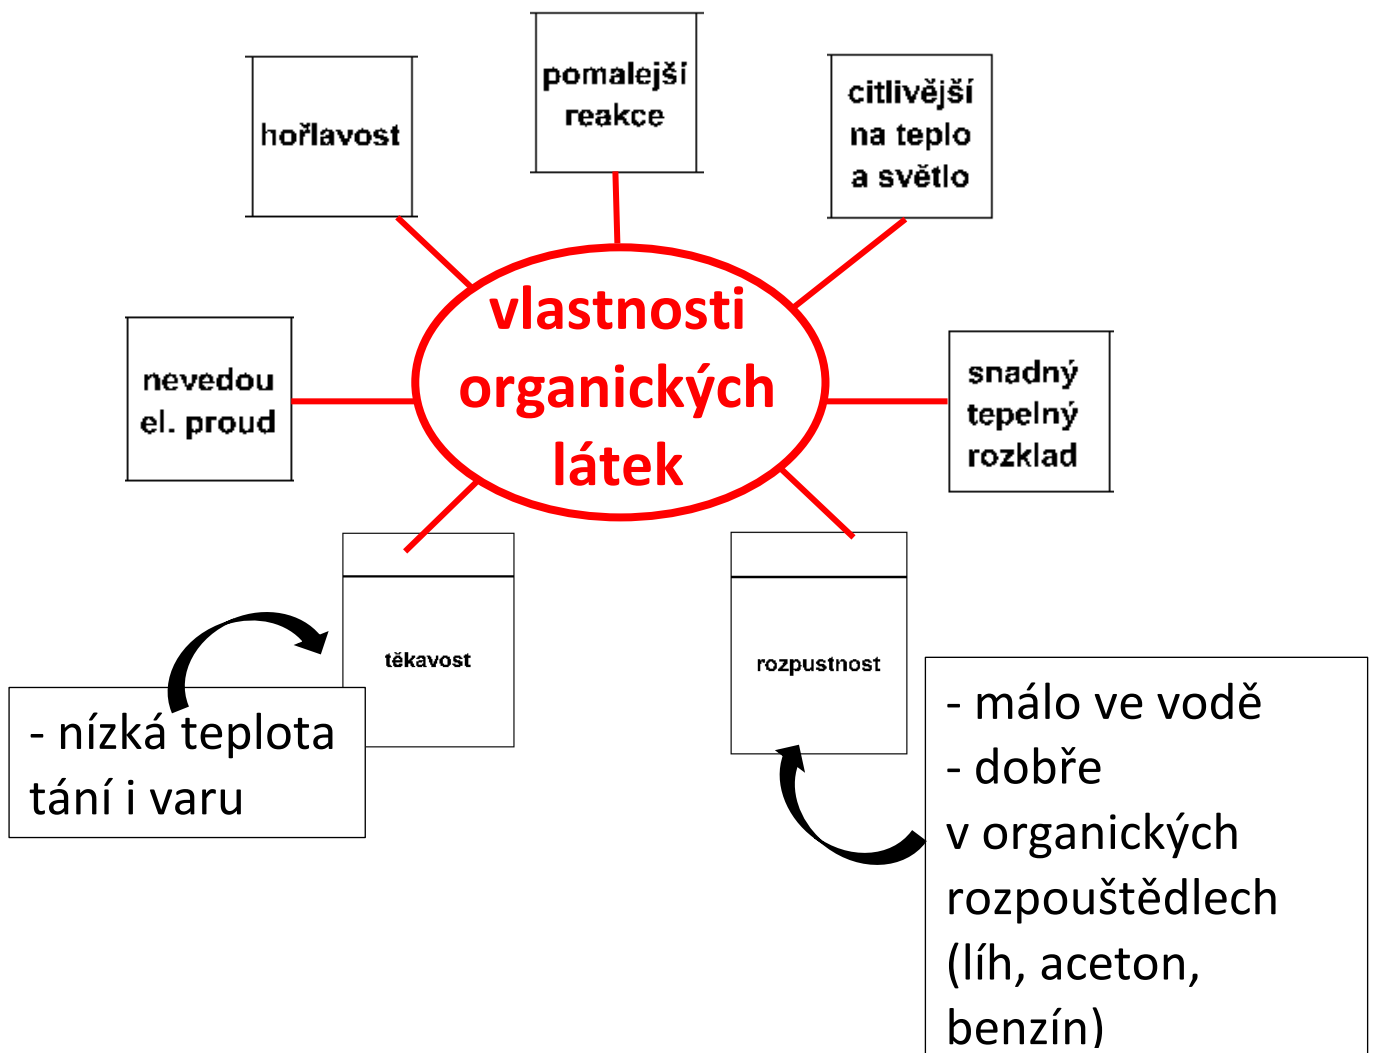 pomalejší
reakce
hořlavost
citlivější
na teplo
a světlo
vlastnosti
organických
látek
nevedou
el. proud
snadný
tepelný
rozklad
těkavost
rozpustnost
- nízká teplota
tání i varu
- málo ve vodě
- dobře
v organických
rozpouštědlech
(líh, aceton,
benzín)